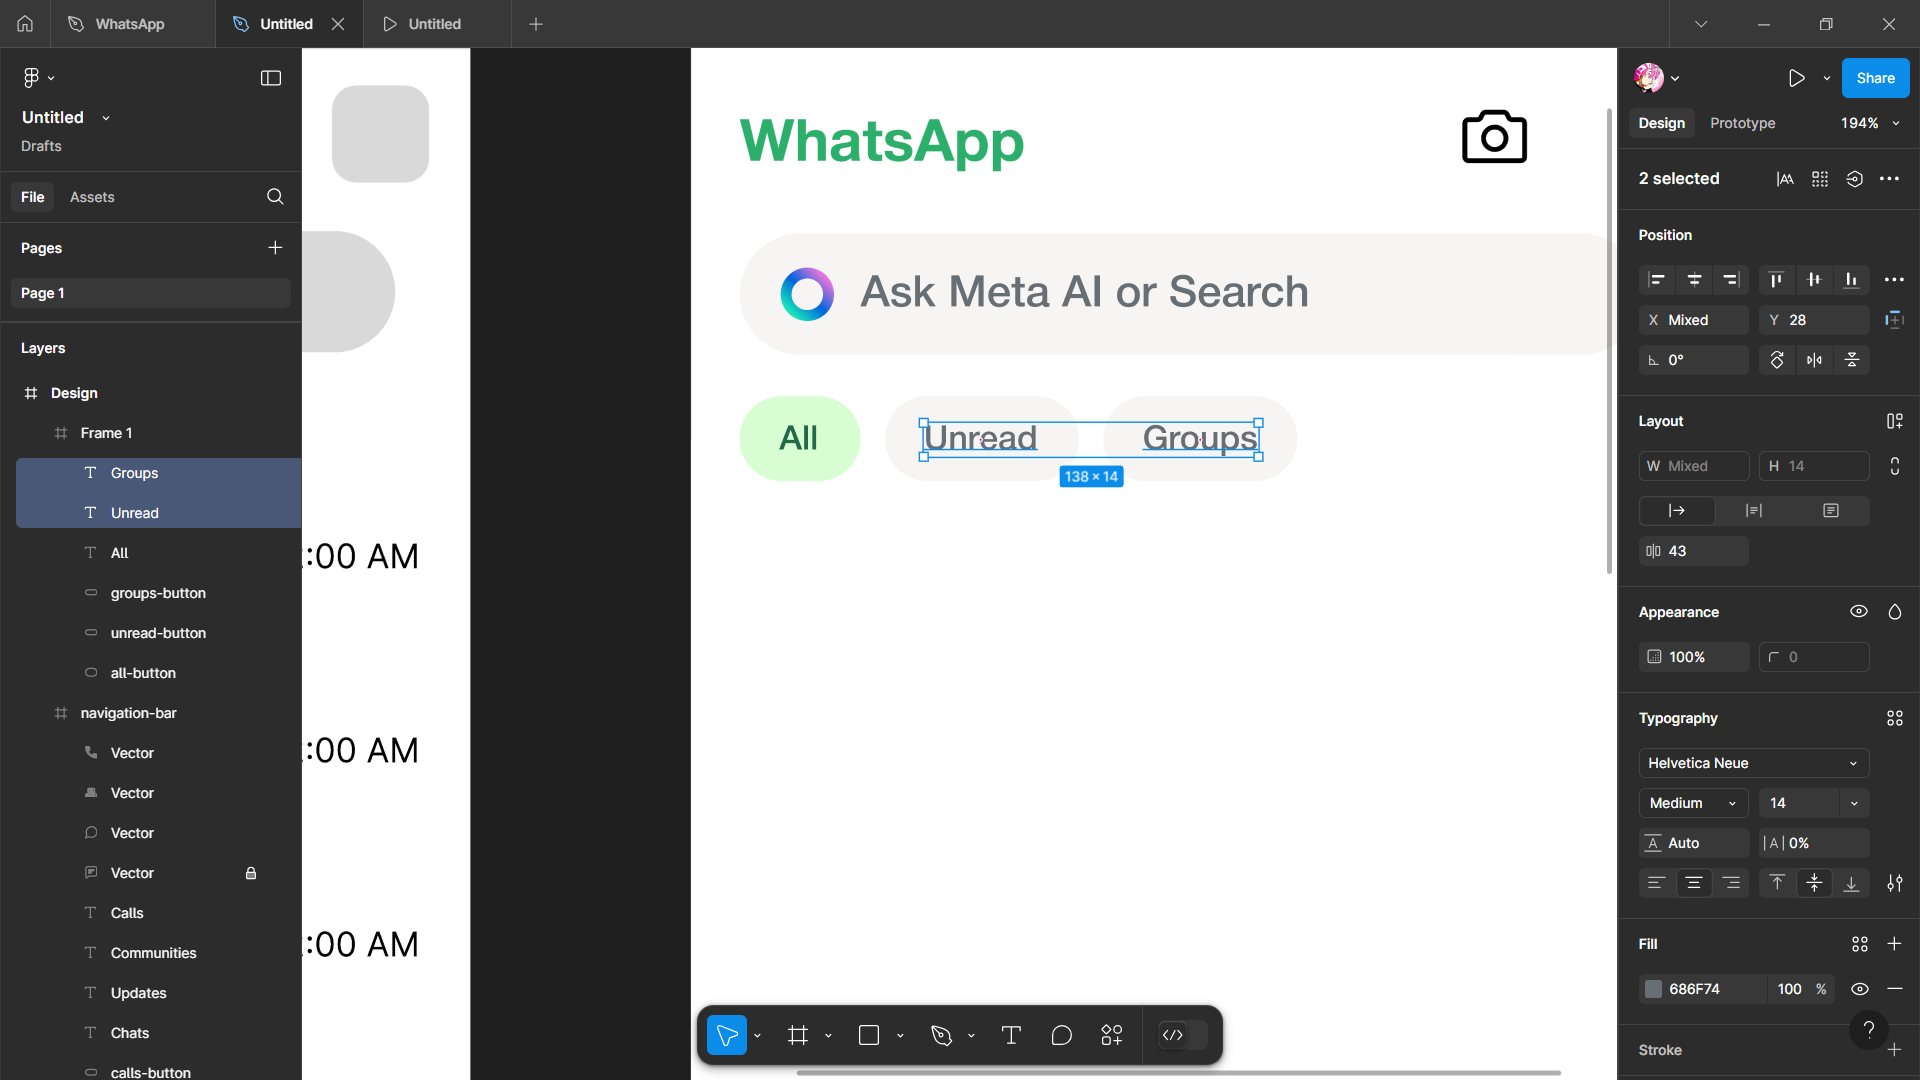 WhatsApp
Untitled
Untitled
Untitled
Drafts
File
Assets
Pages
Page 1
Layers
Design
Frame 1
Groups
Unread
All
groups-button
unread-button
all-button
navigation-bar
Vector
Vector
Vector
Vector
Calls
Communities
Updates
Chats
calls-button
:00 AM
:00 AM
:00 AM
WhatsApp
Ask Meta AI or Search
All
Unread
Groups
138 × 14
Share
Design
Prototype
194%
2 selected
Position
X Mixed
Y 28
0°
Layout
W Mixed
H 14
43
Appearance
100%
0
Typography
Helvetica Neue
Medium
14
Auto
0%
Fill
686F74
100 %
Stroke
?